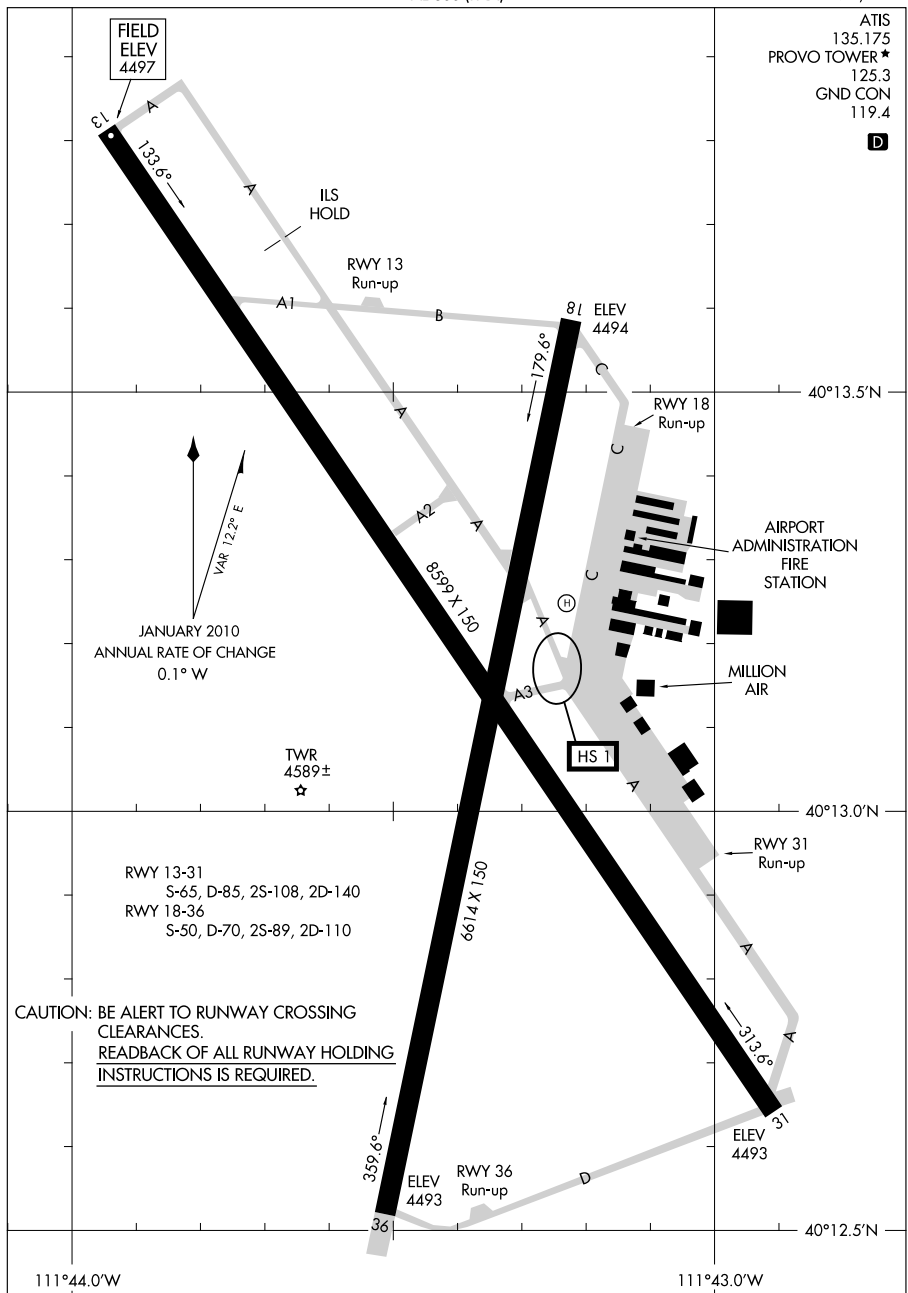 ATIS
135.175
PROVO TOWER★
125.3
GND CON
119.4
D
FIELD
ELEV
4497
13
A
133.6°
A
ILS
HOLD
RWY 13
Run-up
A1
B
18
ELEV
4494
179.6°
C
A
40°13.5'N
RWY 18
Run-up
C
VAR 12.2° E
A2
A
AIRPORT
ADMINISTRATION
FIRE
STATION
8599 X 150
C
H
A
JANUARY 2010
ANNUAL RATE OF CHANGE
0.1° W
A3
MILLION
AIR
HS 1
TWR
4589±
A
40°13.0'N
RWY 31
Run-up
RWY 13-31
S-65, D-85, 2S-108, 2D-140
RWY 18-36
S-50, D-70, 2S-89, 2D-110
6614 X 150
A
CAUTION: BE ALERT TO RUNWAY CROSSING
CLEARANCES.
READBACK OF ALL RUNWAY HOLDING
INSTRUCTIONS IS REQUIRED.
313.6°
A
31
ELEV
4493
359.6°
ELEV
4493
RWY 36
Run-up
D
36
40°12.5'N
111°44.0'W
111°43.0'W